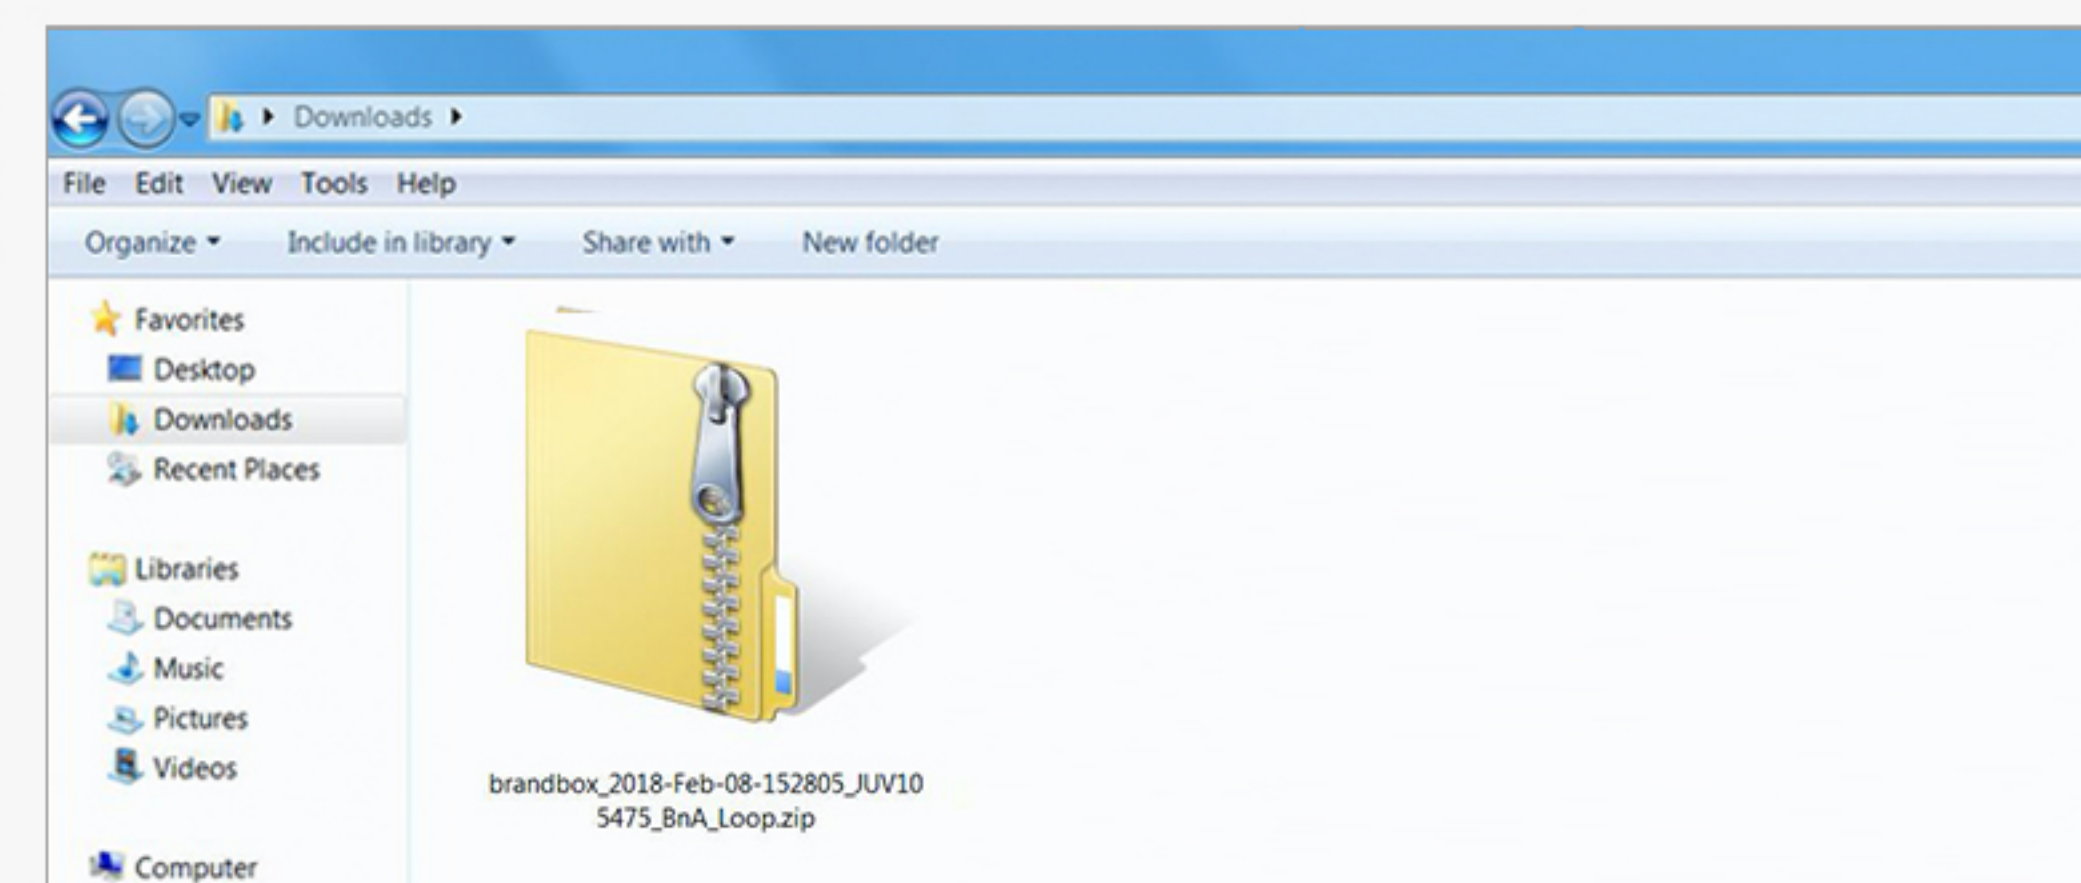 Downloads
File Edit View Tools Help
Organize Include in library Share with New folder
Favorites
Desktop
Downloads
Recent Places
Libraries
Documents
Music
Pictures
Videos
Computer
brandbox_2018-Feb-08-152805_JUV10
5475_BnA_Loop.zip